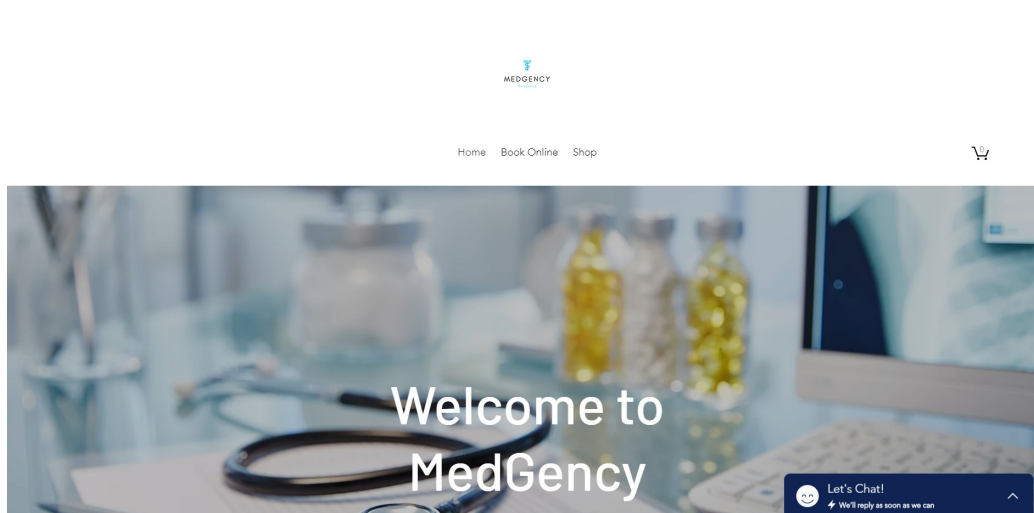 MEDGENCY
Home
Book Online
Shop
0
Welcome to
MedGency
Let's Chat!
We'll reply as soon as we can